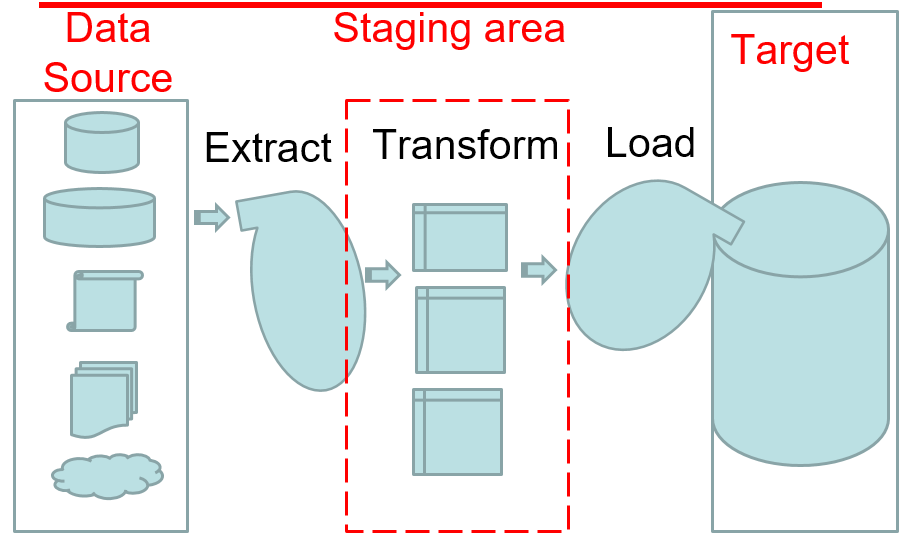 Data
Source
Staging area
Target
Extract
Transform
Load